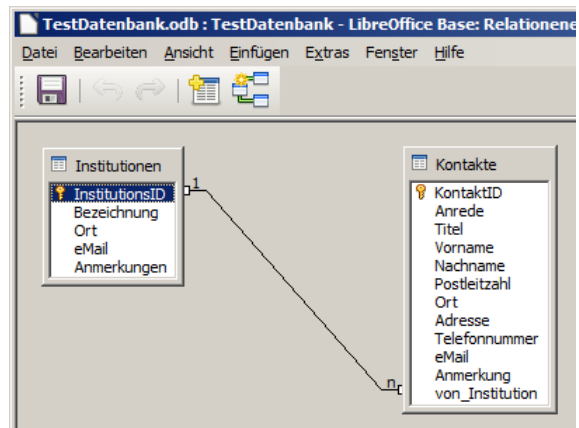 TestDatenbank.odb : TestDatenbank - LibreOffice Base: Relationene
Datei Bearbeiten Ansicht Einfügen Extras Fenster Hilfe
Institutionen
InstitutionsID
Bezeichnung
Ort
eMail
Anmerkungen
1
n
Kontakte
KontaktID
Anrede
Titel
Vorname
Nachname
Postleitzahl
Ort
Adresse
Telefonnummer
eMail
Anmerkung
von_Institution